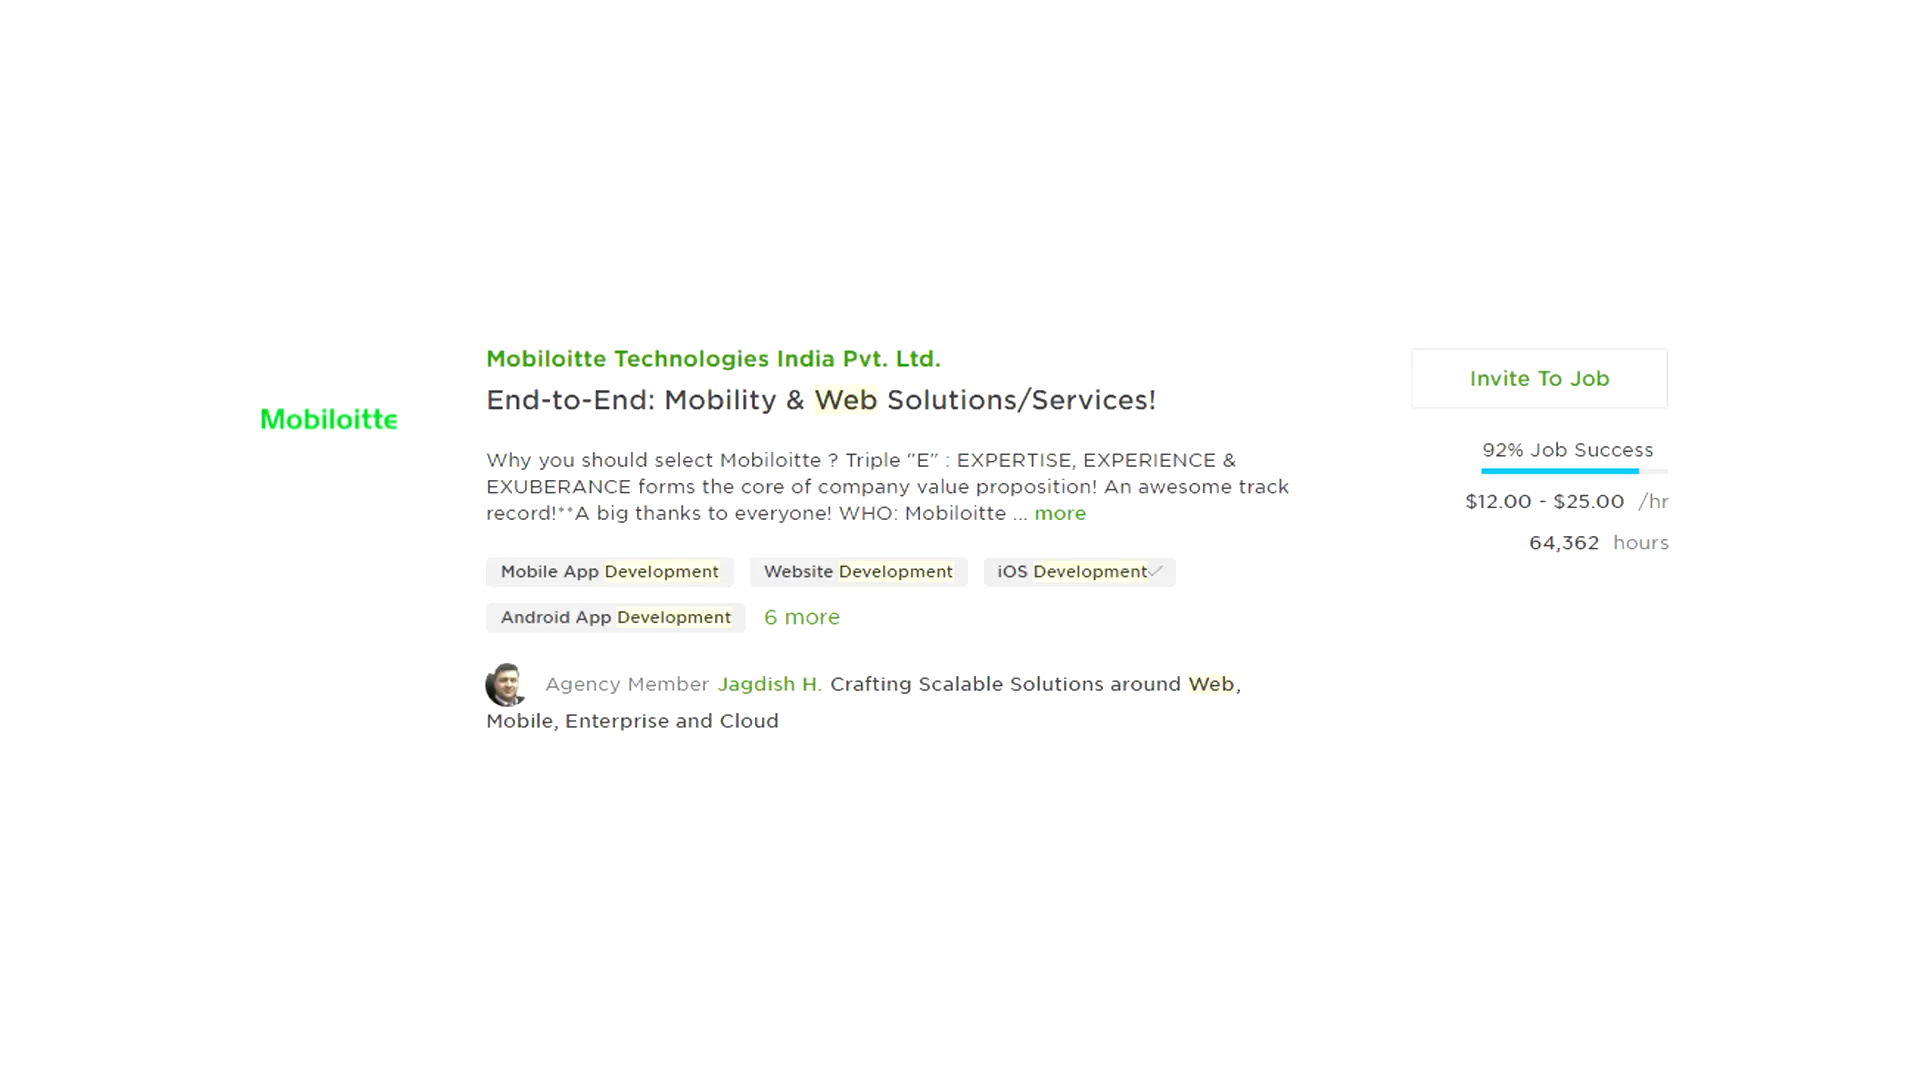 Mobiloitte
Mobiloitte Technologies India Pvt. Ltd.
End-to-End: Mobility & Web Solutions/Services!
Why you should select Mobiloitte ? Triple "E" : EXPERTISE, EXPERIENCE &
EXUBERANCE forms the core of company value proposition! An awesome track
record!**A big thanks to everyone! WHO: Mobiloitte ... more
Mobile App Development
Website Development
iOS Development
Android App Development
6 more
Agency Member Jagdish H. Crafting Scalable Solutions around Web,
Mobile, Enterprise and Cloud
Invite To Job
92% Job Success
$12.00 - $25.00 /hr
64,362 hours